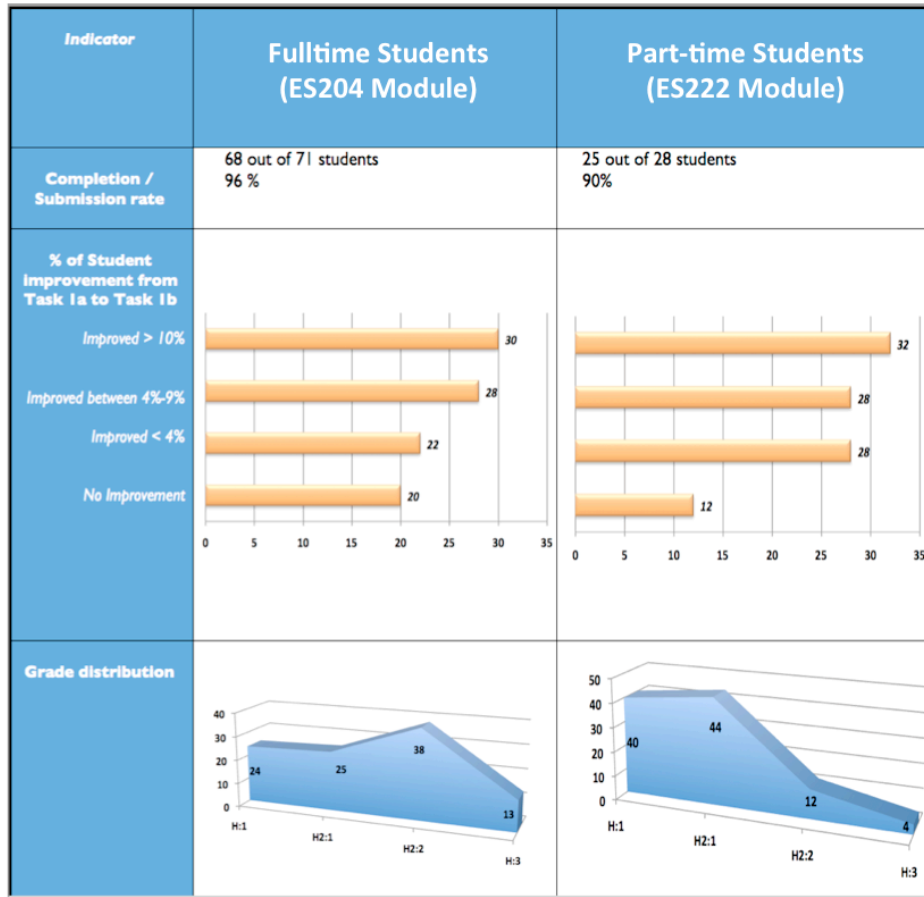 Indicator
Fulltime Students
(ES204 Module)
Part-time Students
(ES222 Module)
Completion /
Submission rate
68 out of 71 students
96 %
25 out of 28 students
90%
% of Student
improvement from
Task 1a to Task 1b
Improved > 10%
Improved between 4%-9%
Improved < 4%
No Improvement
30
28
22
20
0 5 10 15 20 25 30 35
32
28
28
12
0 5 10 15 20 25 30 35
Grade distribution
40
30
20
10
0
24
25
38
13
H:1
H2:1
H2:2
H:3
50
40
30
20
10
0
40
44
12
4
H:1
H2:1
H2:2
H:3